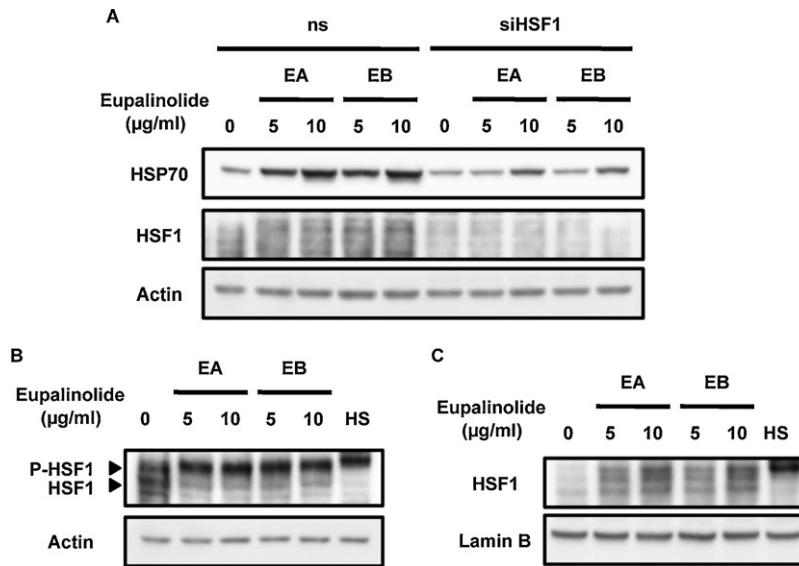 A
ns siHSF1
EA EB EA EB
Eupalinolide
(µg/ml) 0 5 10 5 10 0 5 10 5 10
HSP70
HSF1
Actin
B
EA EB
Eupalinolide
(µg/ml) 0 5 10 5 10 HS
P-HSF1
HSF1
Actin
C
EA EB
Eupalinolide
(µg/ml) 0 5 10 5 10 HS
HSF1
Lamin B